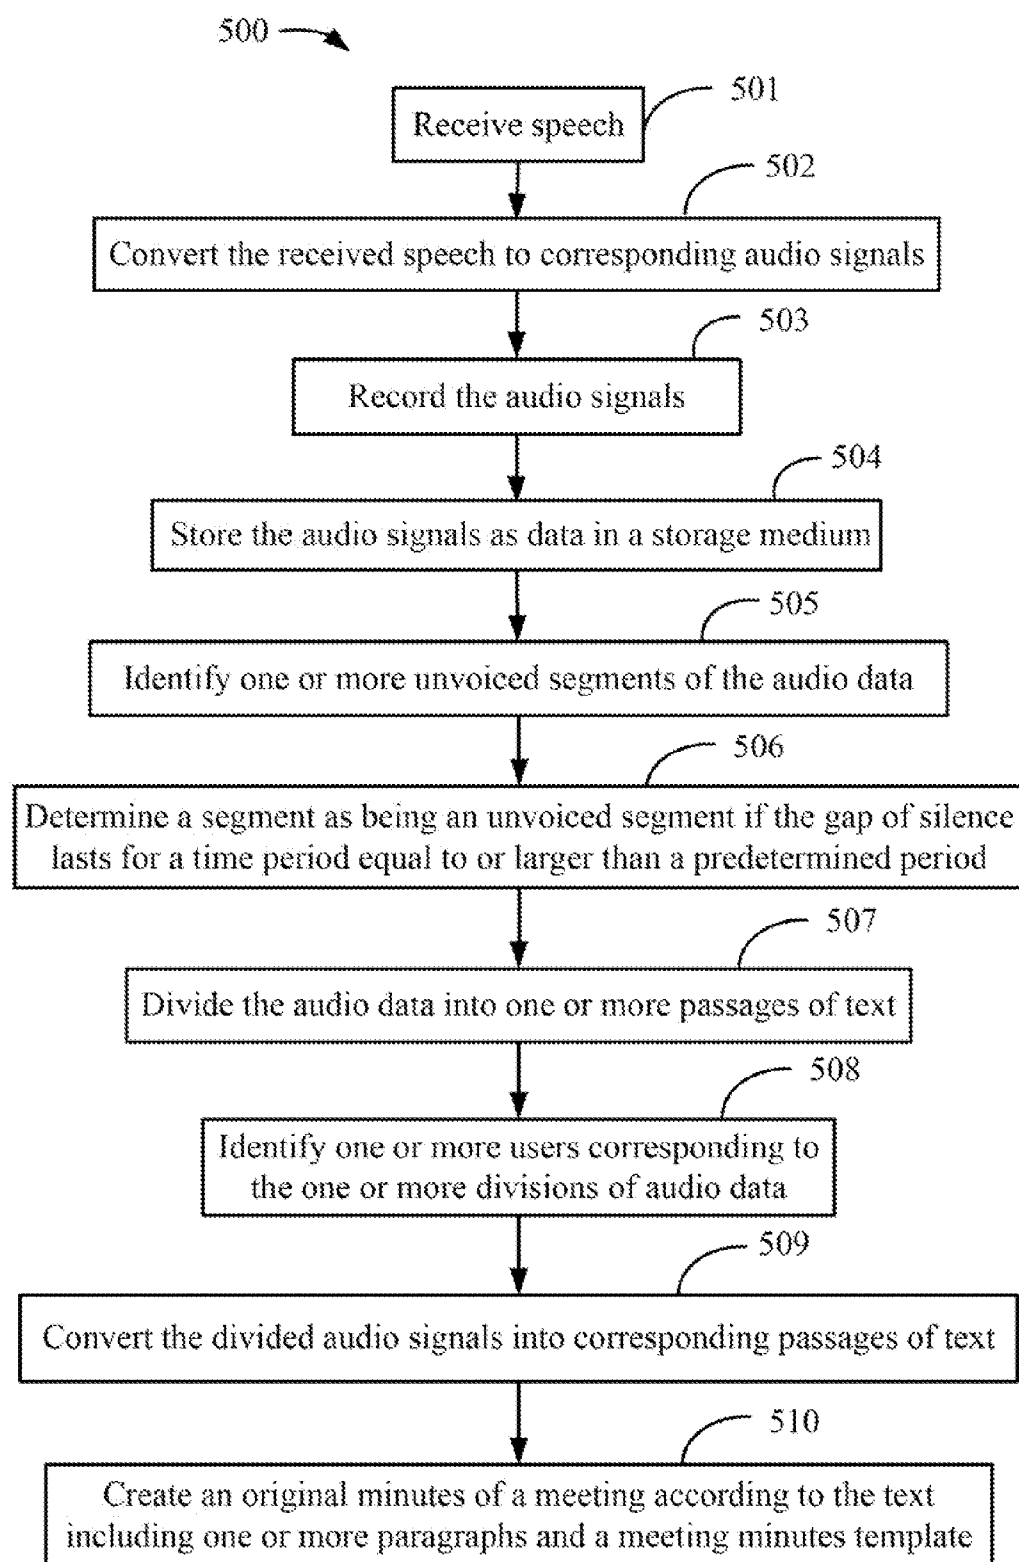 500
501
Receive speech
502
Convert the received speech to corresponding audio signals
503
Record the audio signals
504
Store the audio signals as data in a storage medium
505
Identify one or more unvoiced segments of the audio data
506
Determine a segment as being an unvoiced segment if the gap of silence
lasts for a time period equal to or larger than a predetermined period
507
Divide the audio data into one or more passages of text
508
Identify one or more users corresponding to
the one or more divisions of audio data
509
Convert the divided audio signals into corresponding passages of text
510
Create an original minutes of a meeting according to the text
including one or more paragraphs and a meeting minutes template